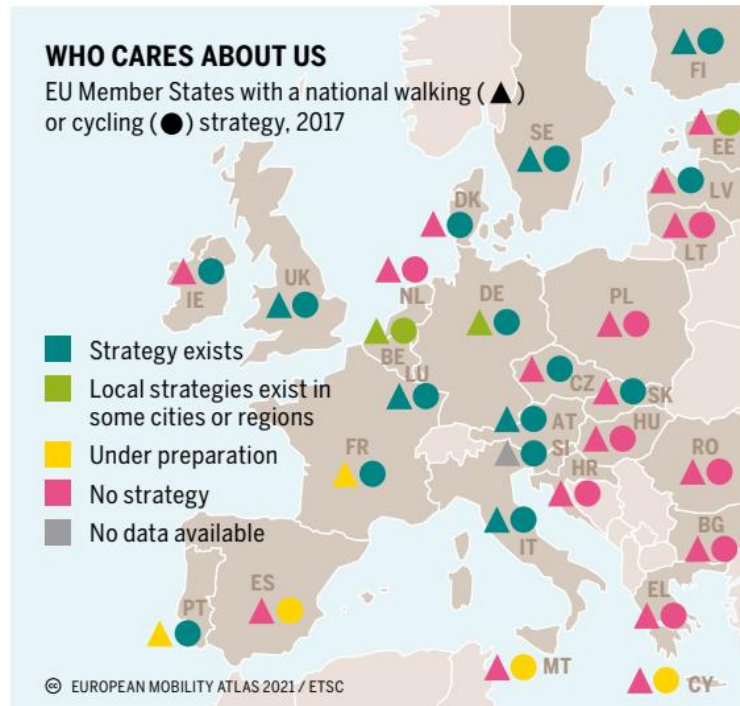 WHO CARES ABOUT US
EU Member States with a national walking (▲)
or cycling (●) strategy, 2017
FI
SE
EE
LV
DK
LT
IE
UK
NL
DE
PL
BE
LU
CZ
SK
AT
HU
SI
FR
HR
RO
BG
IT
ES
PT
EL
MT
CY
Strategy exists
Local strategies exist in
some cities or regions
Under preparation
No strategy
No data available
cc EUROPEAN MOBILITY ATLAS 2021 / ETSC